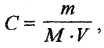 C = m / (M · V),